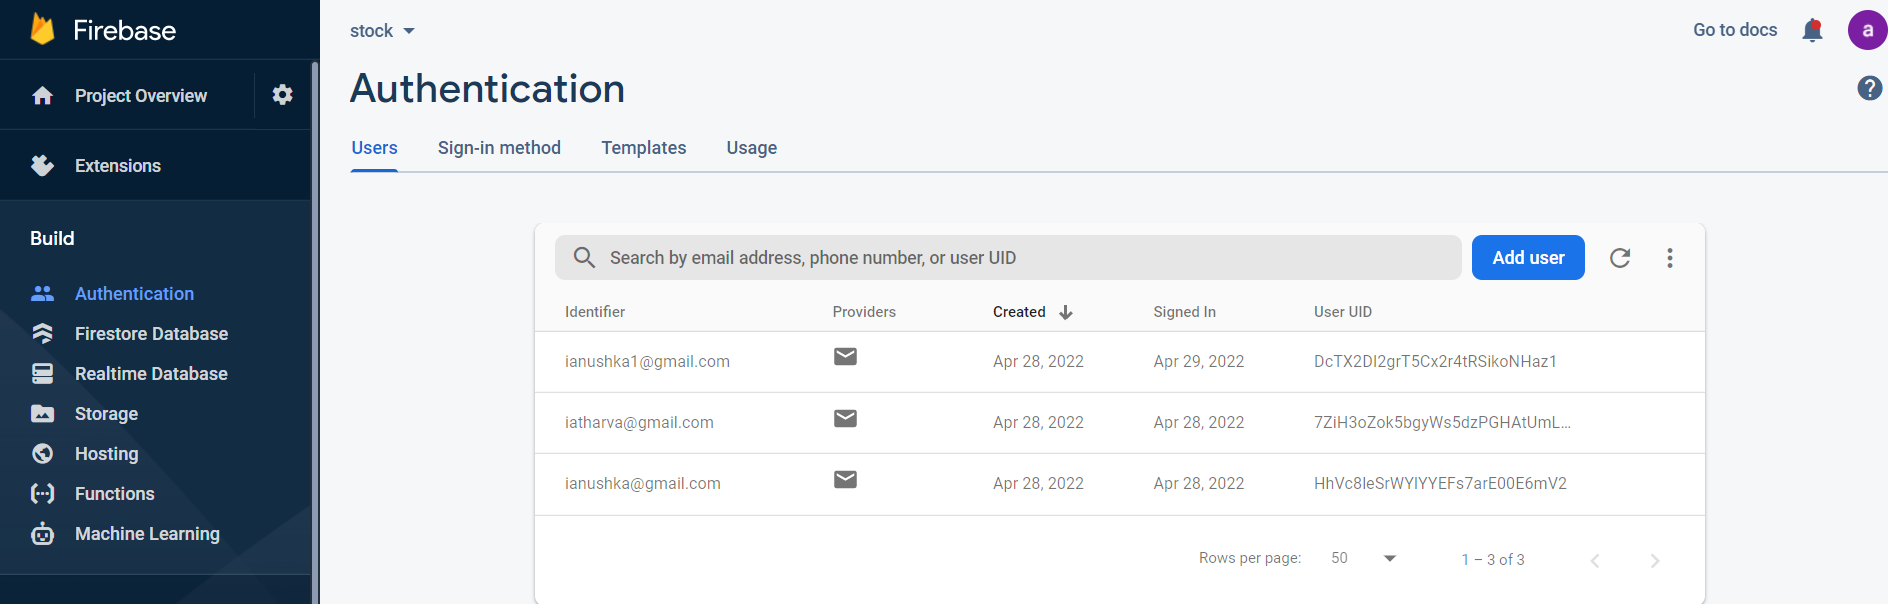 Firebase
Project Overview
Extensions
Build
Authentication
Firestore Database
Realtime Database
Storage
Hosting
Functions
Machine Learning
stock
Go to docs
a
Authentication
?
Users Sign-in method Templates Usage
Search by email address, phone number, or user UID
Add user
Identifier Providers Created Signed In User UID
ianushka1@gmail.com Apr 28, 2022 Apr 29, 2022 DcTX2DI2grT5Cx2r4tRSikoNHaz1
iatharva@gmail.com Apr 28, 2022 Apr 28, 2022 7ZiH3oZok5bgyWs5dzPGHAtUmL...
ianushka@gmail.com Apr 28, 2022 Apr 28, 2022 HhVc8IeSrWYIYYEFs7arE00E6mV2
Rows per page: 50 1 – 3 of 3